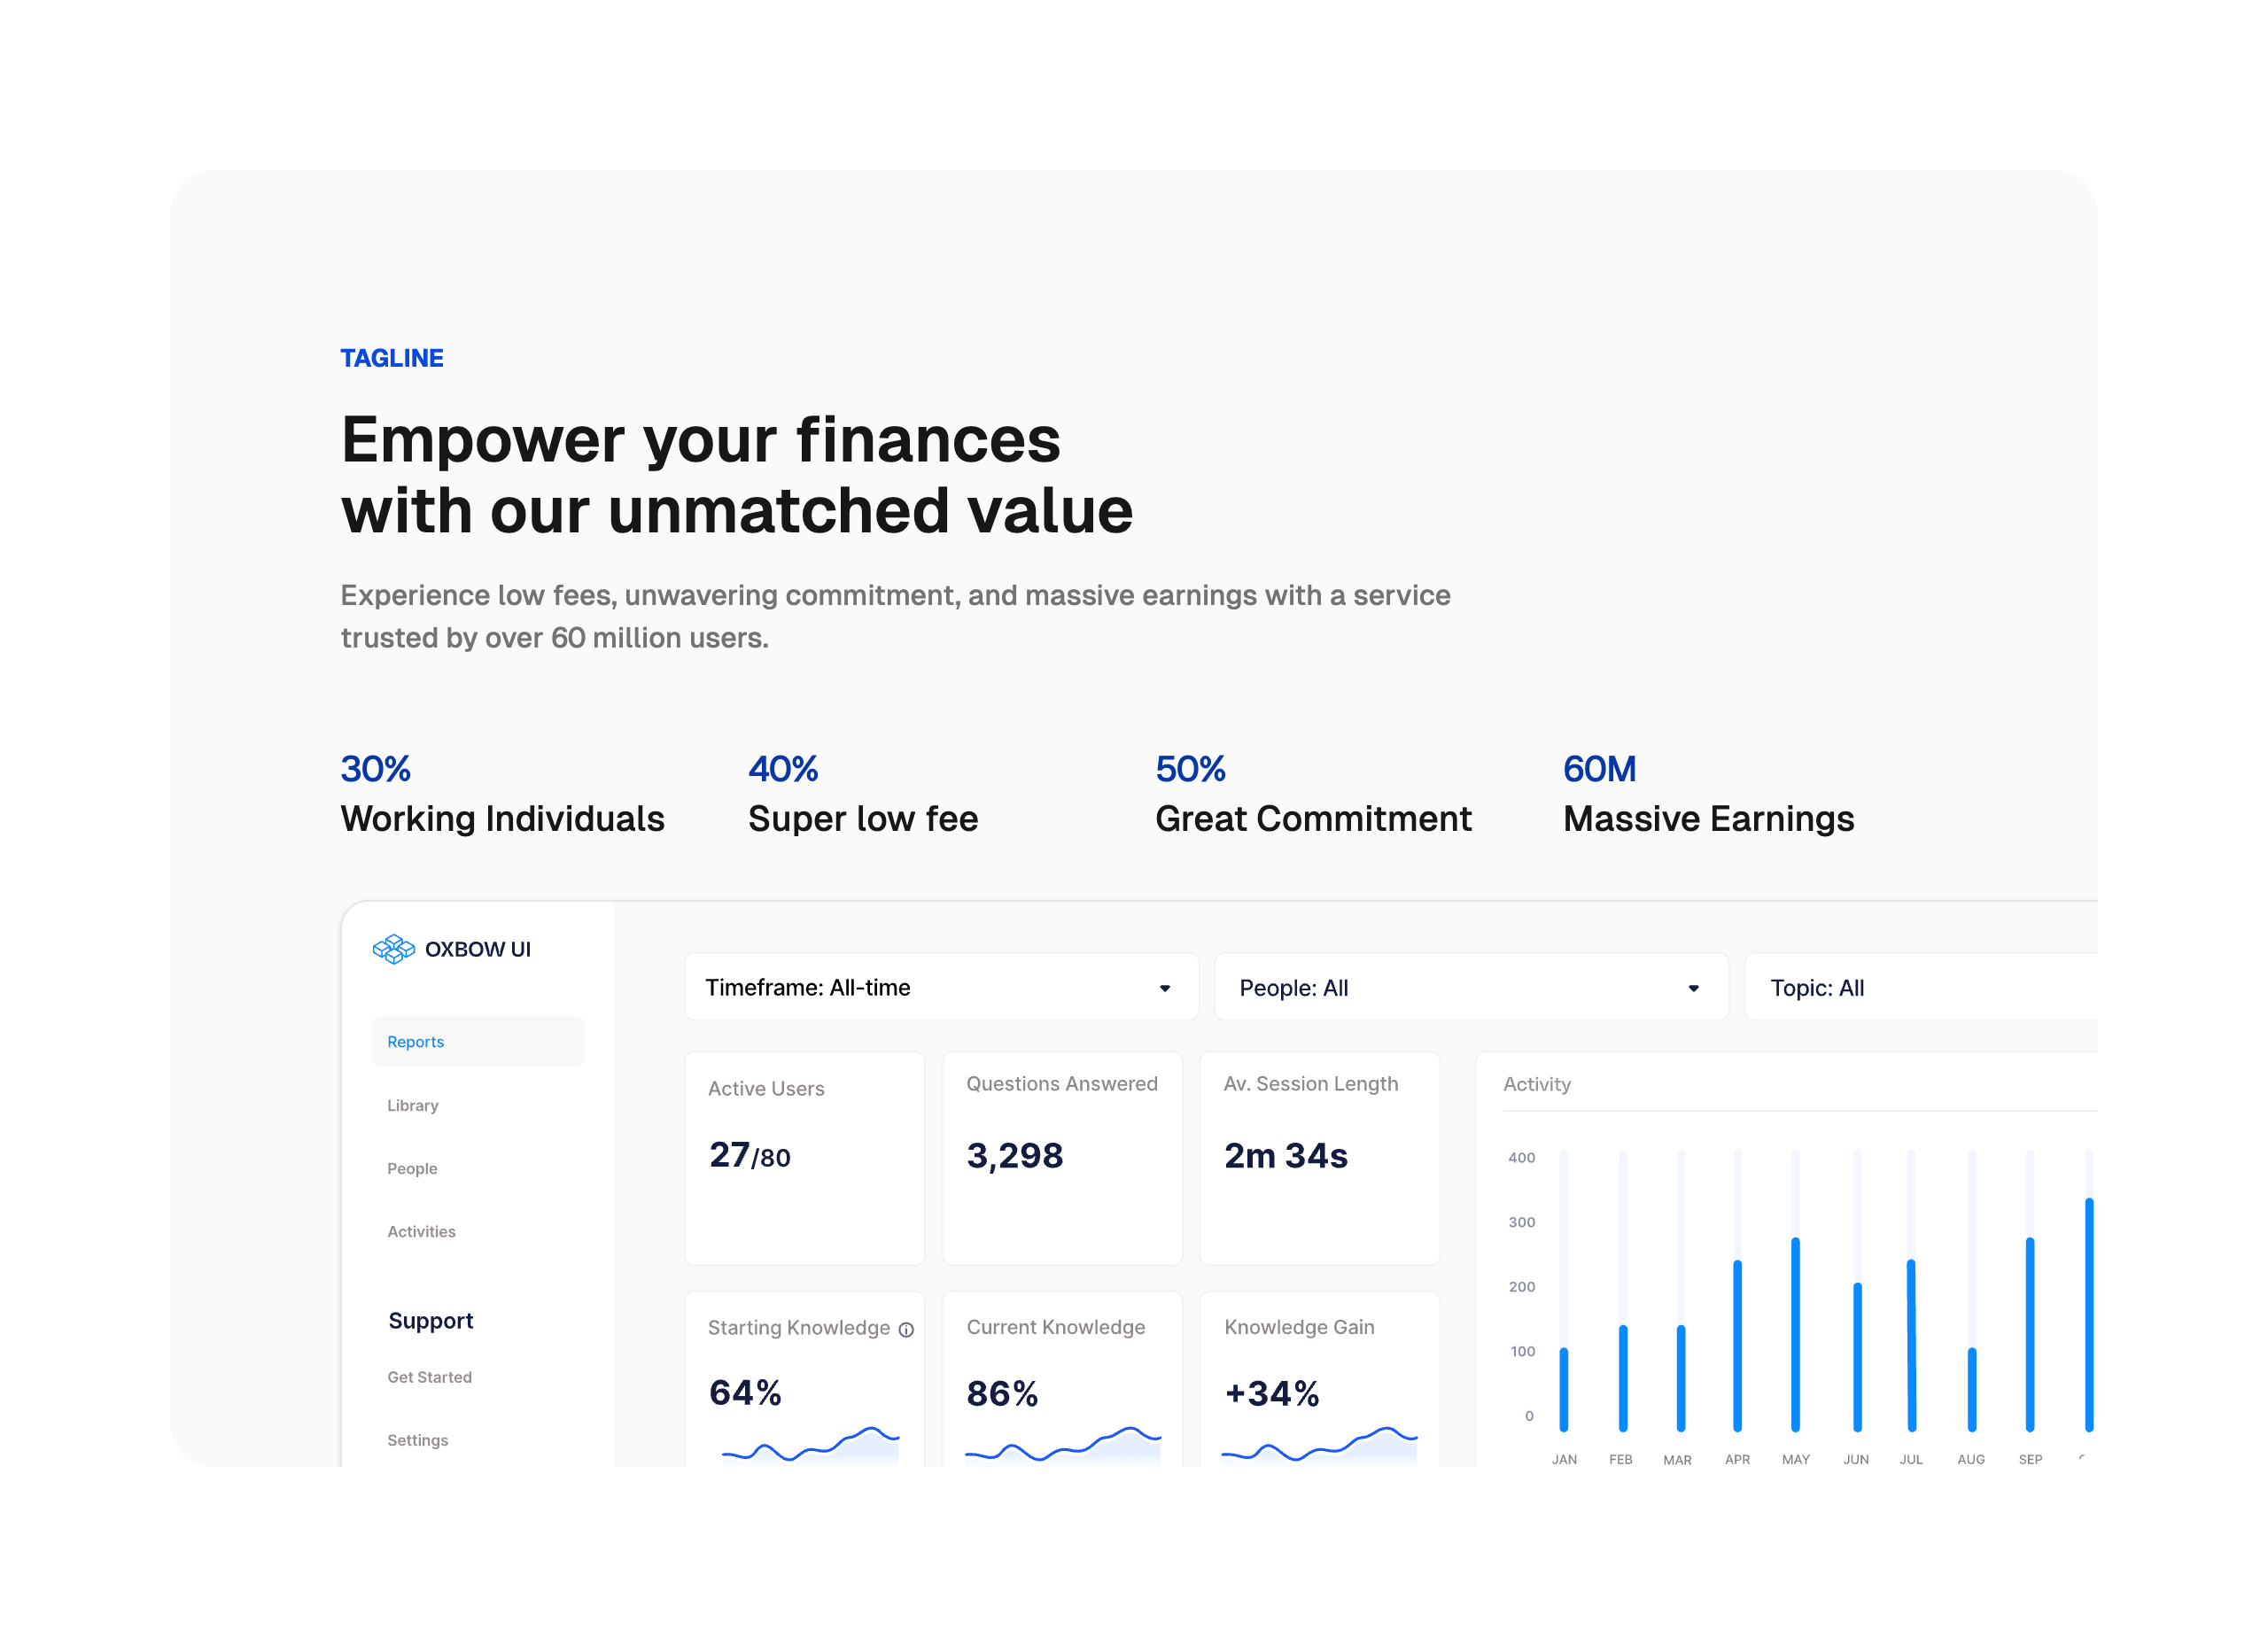 TAGLINE
Empower your finances
with our unmatched value
Experience low fees, unwavering commitment, and massive earnings with a service
trusted by over 60 million users.
30%
Working Individuals
40%
Super low fee
50%
Great Commitment
60M
Massive Earnings
OXBOW UI
Reports
Library
People
Activities
Support
Get Started
Settings
Timeframe: All-time
People: All
Topic: All
Active Users
27/80
Questions Answered
3,298
Av. Session Length
2m 34s
Starting Knowledge
64%
Current Knowledge
86%
Knowledge Gain
+34%
Activity
400
300
200
100
0
JAN FEB MAR APR MAY JUN JUL AUG SEP